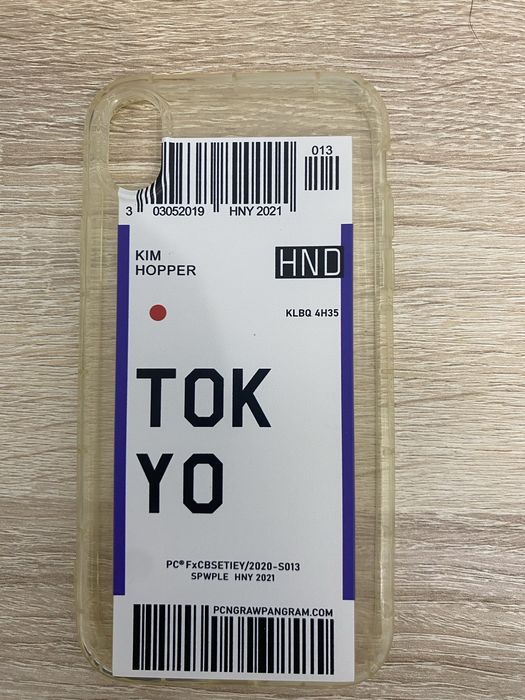 013
3 03052019 HNY 2021
KIM
HOPPER
HND
KLBQ 4H35
TOK
YO
PC®FxCBSETIEY/2020-S013
SPWPLE HNY 2021
PCNGRAWPANGRAM.COM